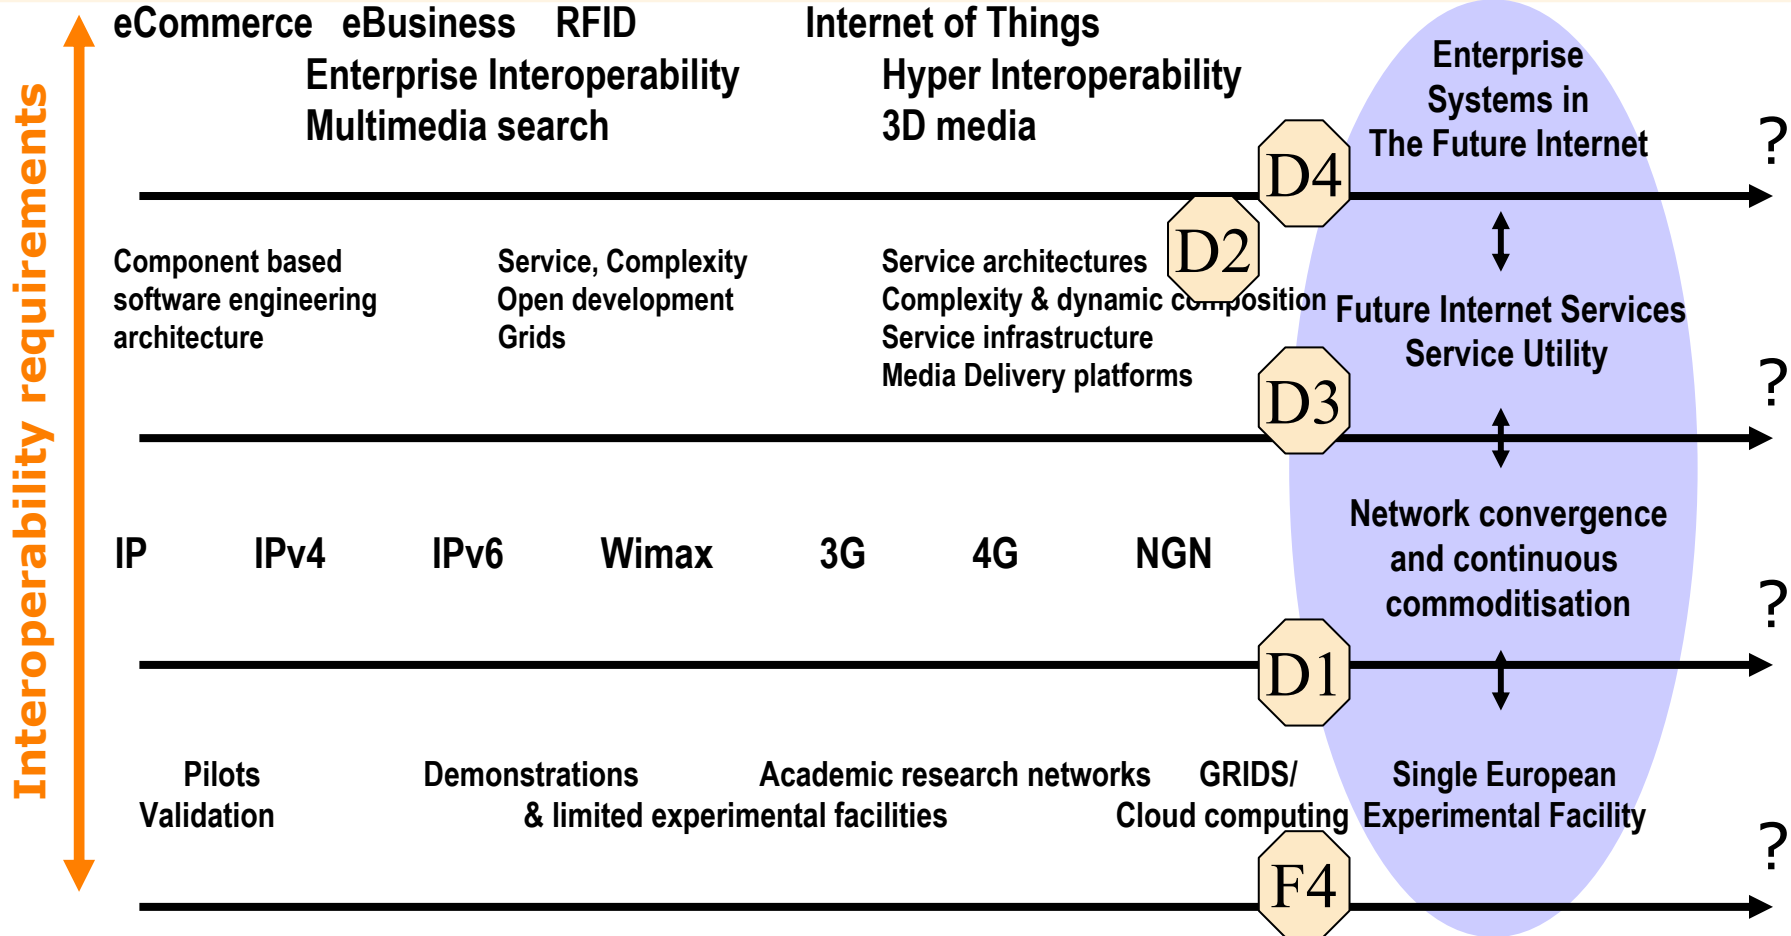 Interoperability requirements
eCommerce eBusiness RFID Internet of Things
Enterprise Interoperability Hyper Interoperability
Multimedia search 3D media
Enterprise
Systems in
The Future Internet
?
D4
D2
Component based
software engineering
architecture
Service, Complexity
Open development
Grids
Service architectures
Complexity & dynamic composition
Service infrastructure
Media Delivery platforms
Future Internet Services
Service Utility
?
D3
IP IPv4 IPv6 Wimax 3G 4G NGN
Network convergence
and continuous
commoditisation
?
D1
Pilots
Validation
Demonstrations Academic research networks
& limited experimental facilities
GRIDS/
Cloud computing
Single European
Experimental Facility
?
F4